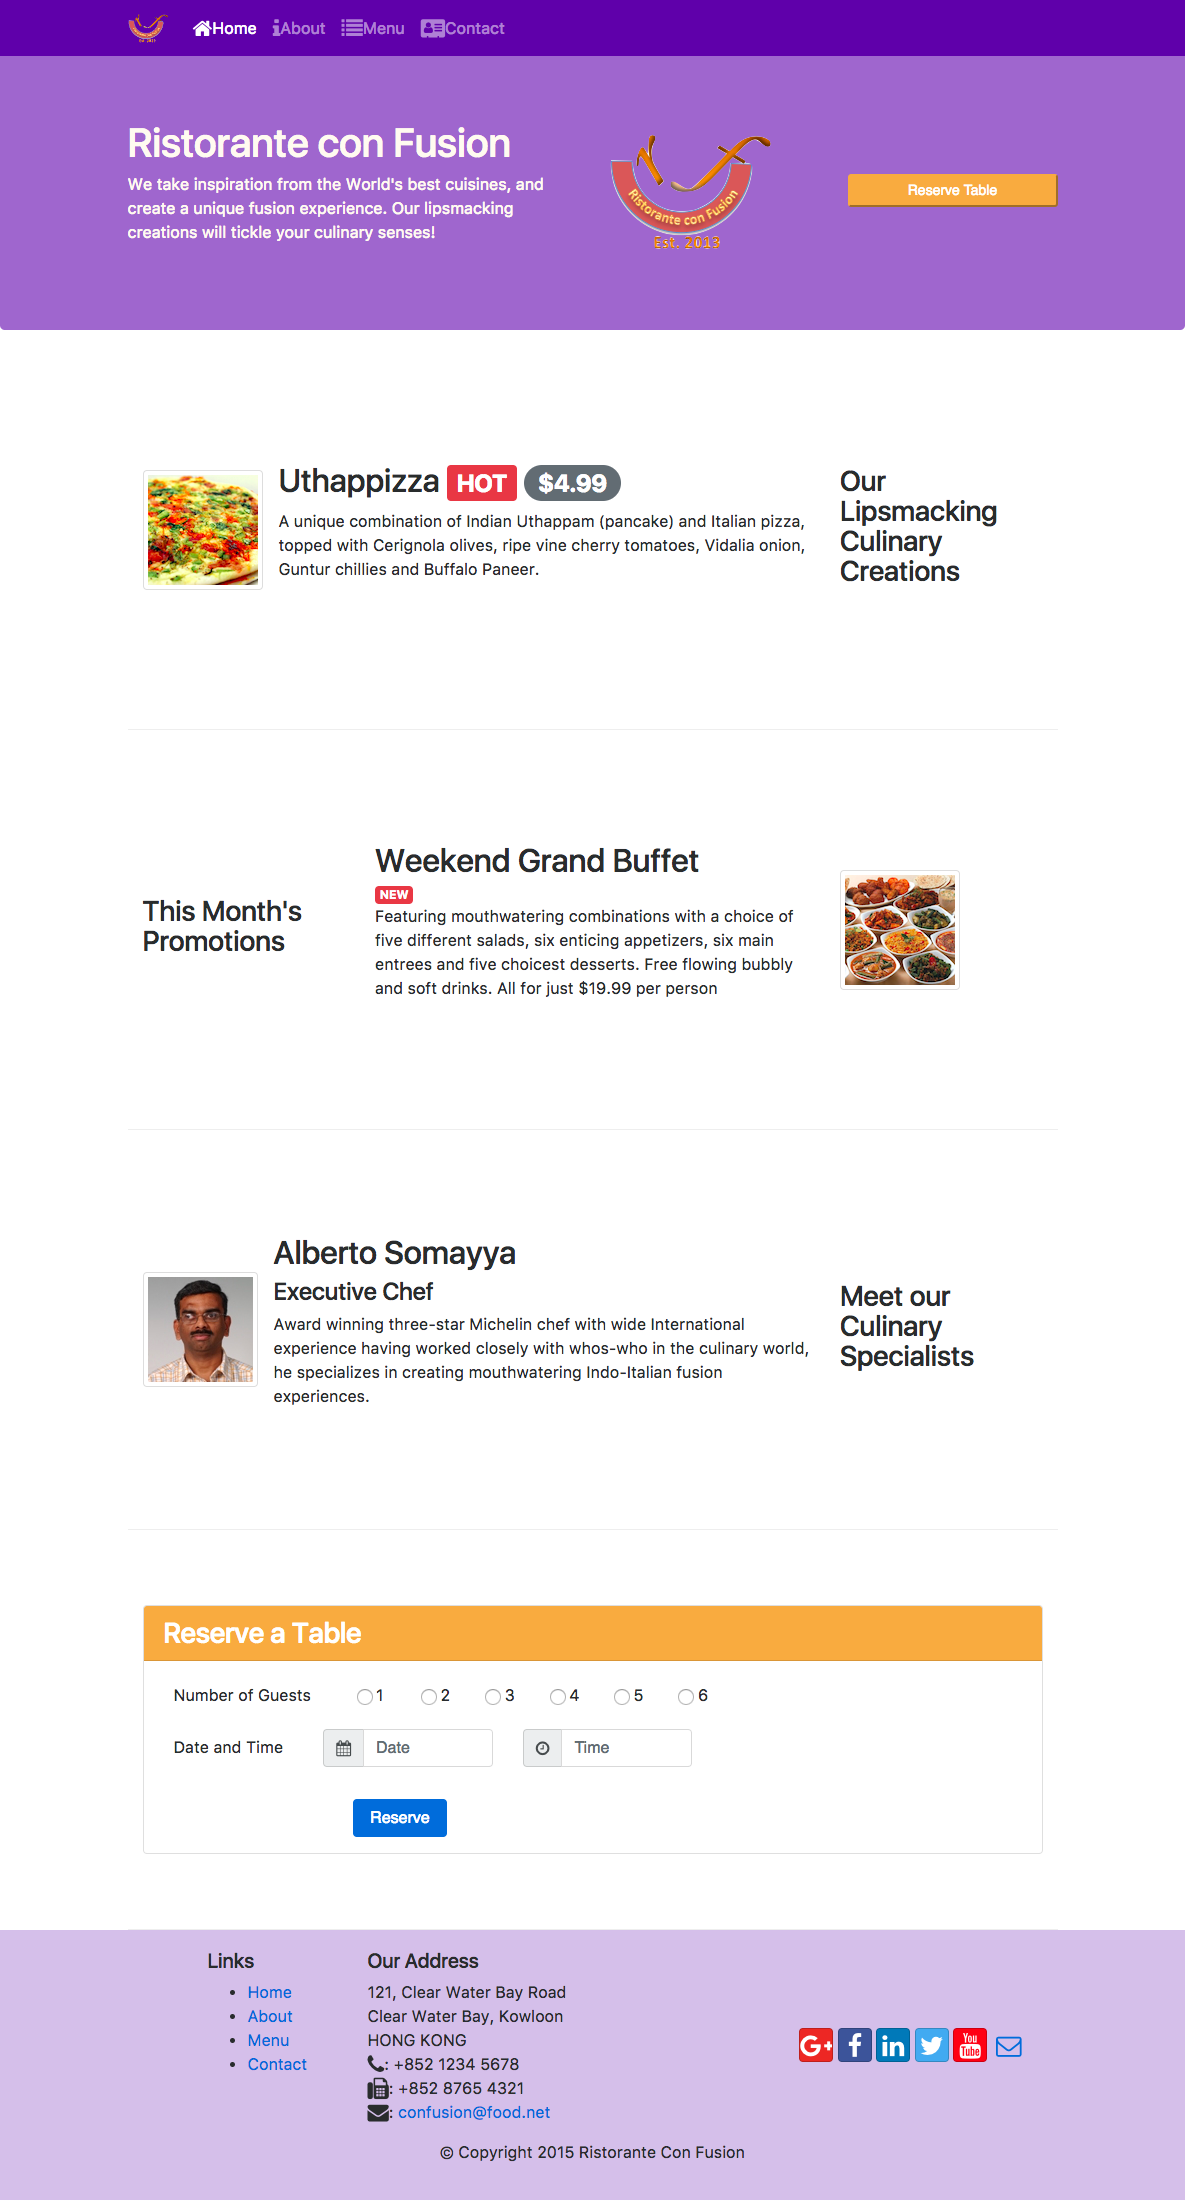 Home About Menu Contact
Ristorante con Fusion
We take inspiration from the World's best cuisines, and
create a unique fusion experience. Our lipsmacking
creations will tickle your culinary senses!
Ristorante con Fusion
Est. 2013
Reserve Table
Uthappizza HOT $4.99
A unique combination of Indian Uthappam (pancake) and Italian pizza,
topped with Cerignola olives, ripe vine cherry tomatoes, Vidalia onion,
Guntur chillies and Buffalo Paneer.
Our
Lipsmacking
Culinary
Creations
This Month's
Promotions
Weekend Grand Buffet
NEW
Featuring mouthwatering combinations with a choice of
five different salads, six enticing appetizers, six main
entrees and five choicest desserts. Free flowing bubbly
and soft drinks. All for just $19.99 per person
Alberto Somayya
Executive Chef
Award winning three-star Michelin chef with wide International
experience having worked closely with whos-who in the culinary world,
he specializes in creating mouthwatering Indo-Italian fusion
experiences.
Meet our
Culinary
Specialists
Reserve a Table
Number of Guests 1 2 3 4 5 6
Date and Time Date Time
Reserve
Links
Home
About
Menu
Contact
Our Address
121, Clear Water Bay Road
Clear Water Bay, Kowloon
HONG KONG
: +852 1234 5678
: +852 8765 4321
: confusion@food.net
G+ f in You Tube
© Copyright 2015 Ristorante Con Fusion